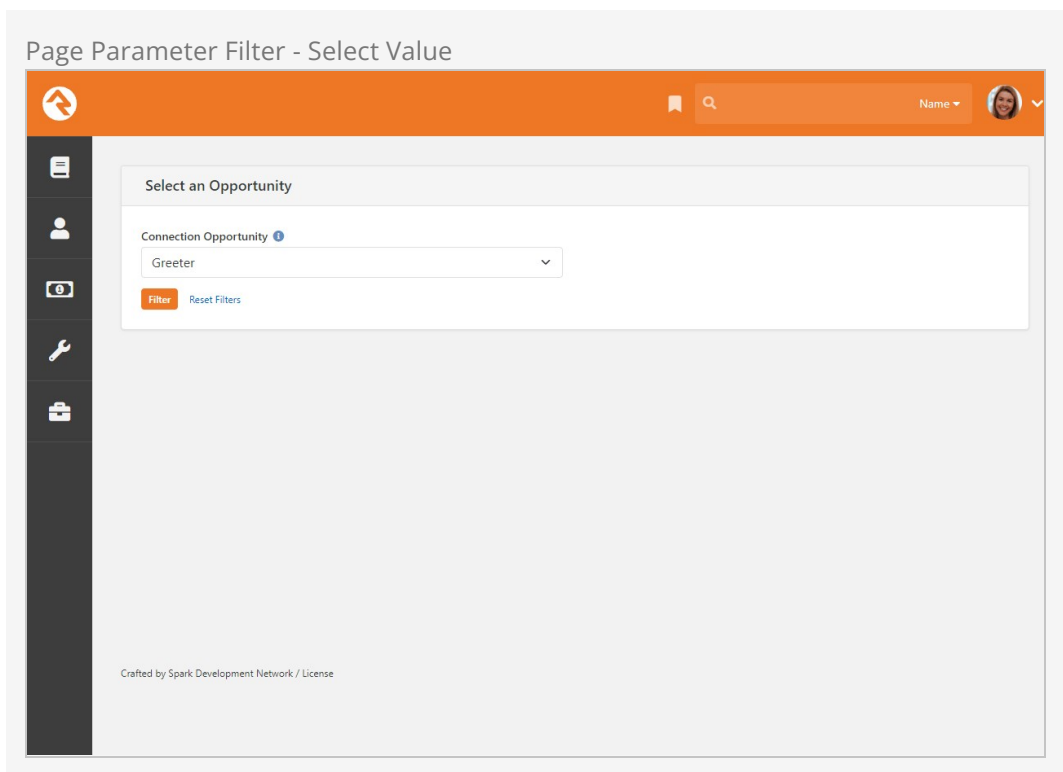 Page Parameter Filter - Select Value
Name
Select an Opportunity
Connection Opportunity
Greeter
Filter Reset Filters
Crafted by Spark Development Network / License